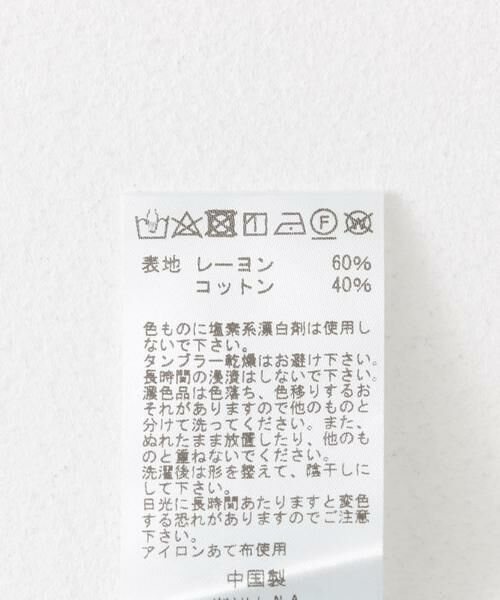 F W
表地 レーヨン 60%
コットン 40%
色ものに塩素系漂白剤は使用し
ないで下さい。
タンブラー乾燥はお避け下さい。
長時間の浸漬はしないで下さい。
濃色品は色落ち、色移りするお
それがありますので他のものと
分けて洗ってください。また、
ぬれたまま放置したり、他のも
のと重ねないでください。
洗濯後は形を整えて、陰干しに
して下さい。
日光に長時間あたりますと変色
する恐れがありますのでご注意
下さい。
アイロンあて布使用
中国製